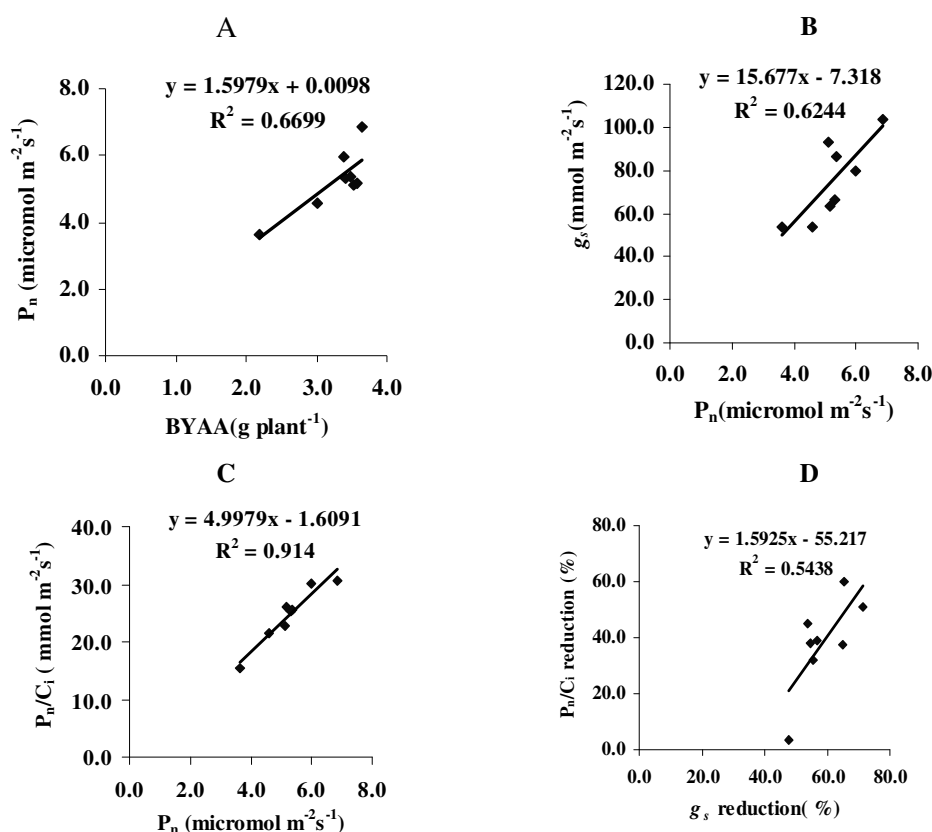 A
y = 1.5979x + 0.0098
R² = 0.6699
8.0
6.0
4.0
2.0
0.0
0.0 1.0 2.0 3.0 4.0
Pn (micromol m⁻²s⁻¹)
BYAA(g plant⁻¹)
B
y = 15.677x - 7.318
R² = 0.6244
120.0
100.0
80.0
60.0
40.0
20.0
0.0
0.0 2.0 4.0 6.0 8.0
gs(mmol m⁻²s⁻¹)
Pn(micromol m⁻²s⁻¹)
C
y = 4.9979x - 1.6091
R² = 0.914
40.0
30.0
20.0
10.0
0.0
0.0 2.0 4.0 6.0 8.0
Pn/Ci ( mmol m⁻²s⁻¹)
Pn (micromol m⁻²s⁻¹)
D
y = 1.5925x - 55.217
R² = 0.5438
80.0
60.0
40.0
20.0
0.0
0.0 20.0 40.0 60.0 80.0
Pn/Ci reduction (%)
gs reduction( %)